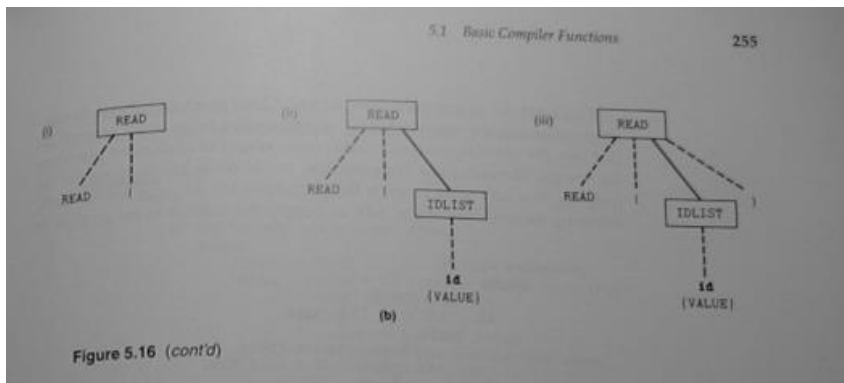 5.1 Basic Compiler Functions 255
(i) READ
READ (
(ii) READ
READ (
IDLIST
id
{VALUE}
(iii) READ
READ ( )
IDLIST
id
{VALUE}
(b)
Figure 5.16 (cont'd)